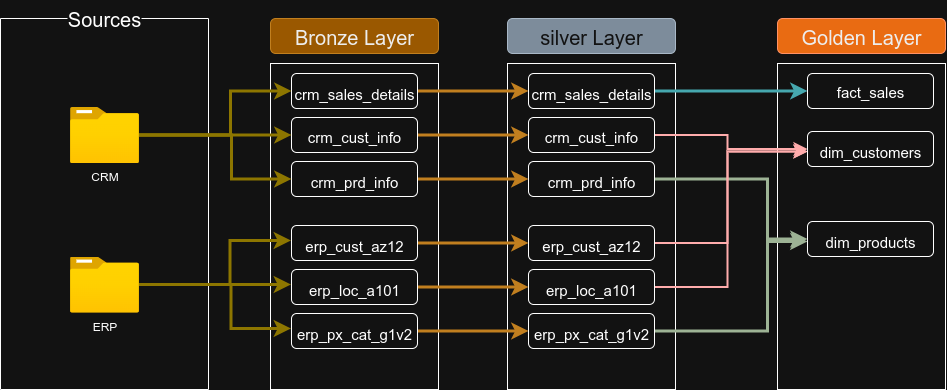 Sources
Bronze Layer
silver Layer
Golden Layer
CRM
ERP
crm_sales_details
crm_cust_info
crm_prd_info
erp_cust_az12
erp_loc_a101
erp_px_cat_g1v2
crm_sales_details
crm_cust_info
crm_prd_info
erp_cust_az12
erp_loc_a101
erp_px_cat_g1v2
fact_sales
dim_customers
dim_products